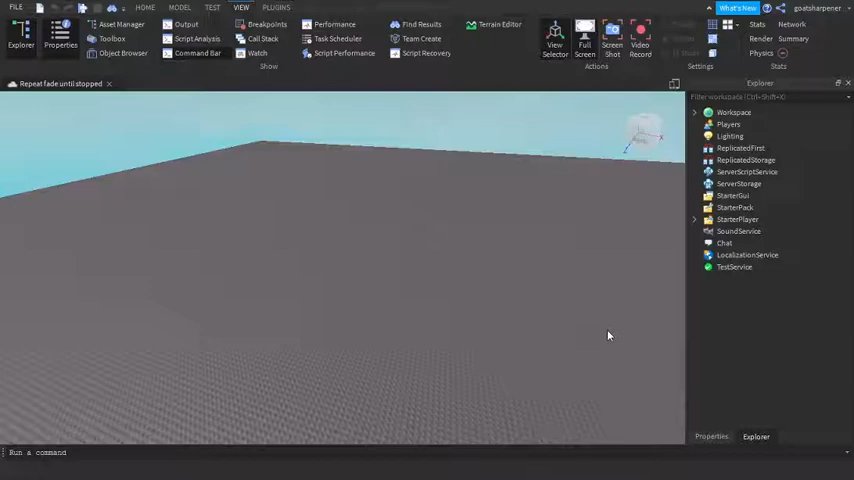 FILE HOME MODEL TEST VIEW PLUGINS What's New goatsharpener
Explorer Properties Asset Manager Output Breakpoints Performance Find Results Terrain Editor View Selector Full Screen Screen Shot Video Record Stats Network
Toolbox Script Analysis Call Stack Task Scheduler Team Create Render Summary
Object Browser Command Bar Watch Script Performance Script Recovery Physics
Show Actions Settings Stats
Repeat fade until stopped Explorer
Filter workspace (Ctrl+Shift+X)
Workspace
Players
Lighting
ReplicatedFirst
ReplicatedStorage
ServerScriptService
ServerStorage
StarterGui
StarterPack
StarterPlayer
SoundService
Chat
LocalizationService
TestService
Properties Explorer
Run a command